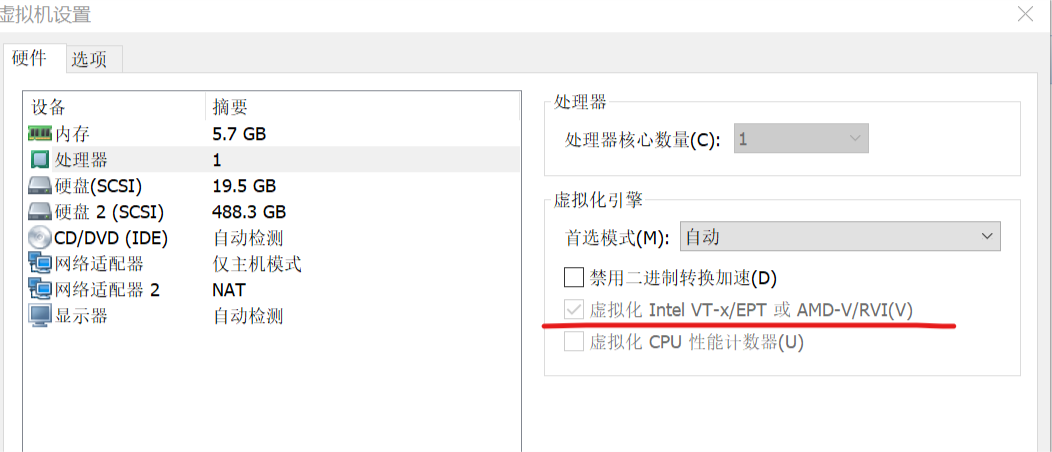 虚拟机设置
硬件 选项
设备 摘要
内存 5.7 GB
处理器 1
硬盘(SCSI) 19.5 GB
硬盘 2 (SCSI) 488.3 GB
CD/DVD (IDE) 自动检测
网络适配器 仅主机模式
网络适配器 2 NAT
显示器 自动检测
处理器
处理器核心数量(C): 1
虚拟化引擎
首选模式(M): 自动
禁用二进制转换加速(D)
虚拟化 Intel VT-x/EPT 或 AMD-V/RVI(V)
虚拟化 CPU 性能计数器(U)